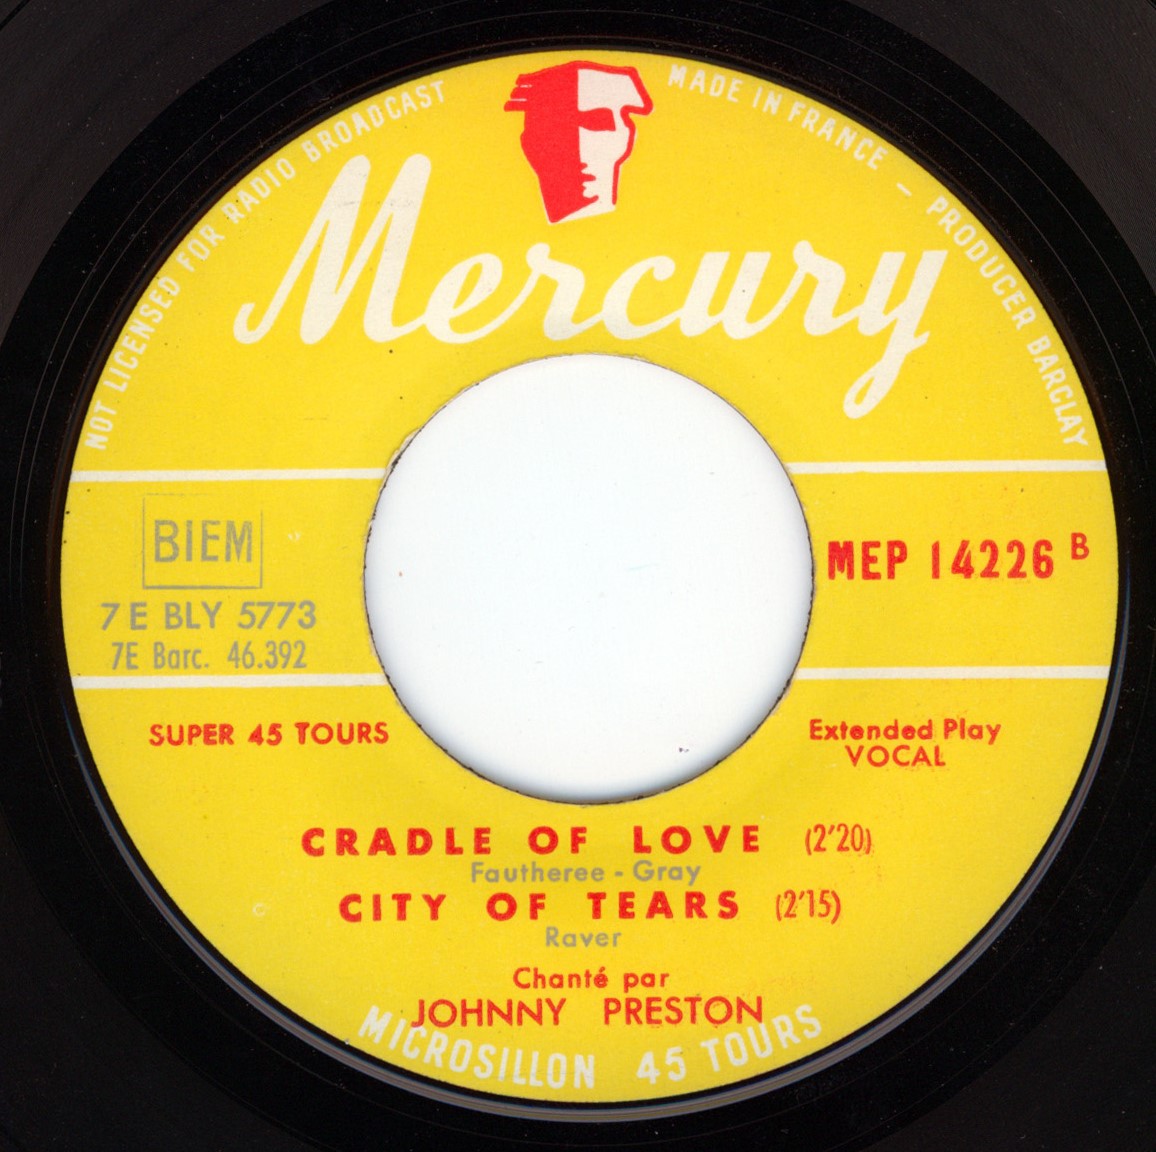 NOT LICENSED FOR RADIO BROADCAST
MADE IN FRANCE - PRODUCER BARCLAY
Mercury
BIEM
7 E BLY 5773
7E Barc. 46.392
MEP 14226 B
SUPER 45 TOURS
Extended Play
VOCAL
CRADLE OF LOVE (2'20)
Fautheree - Gray
CITY OF TEARS (2'15)
Raver
Chanté par
JOHNNY PRESTON
MICROSILLON 45 TOURS